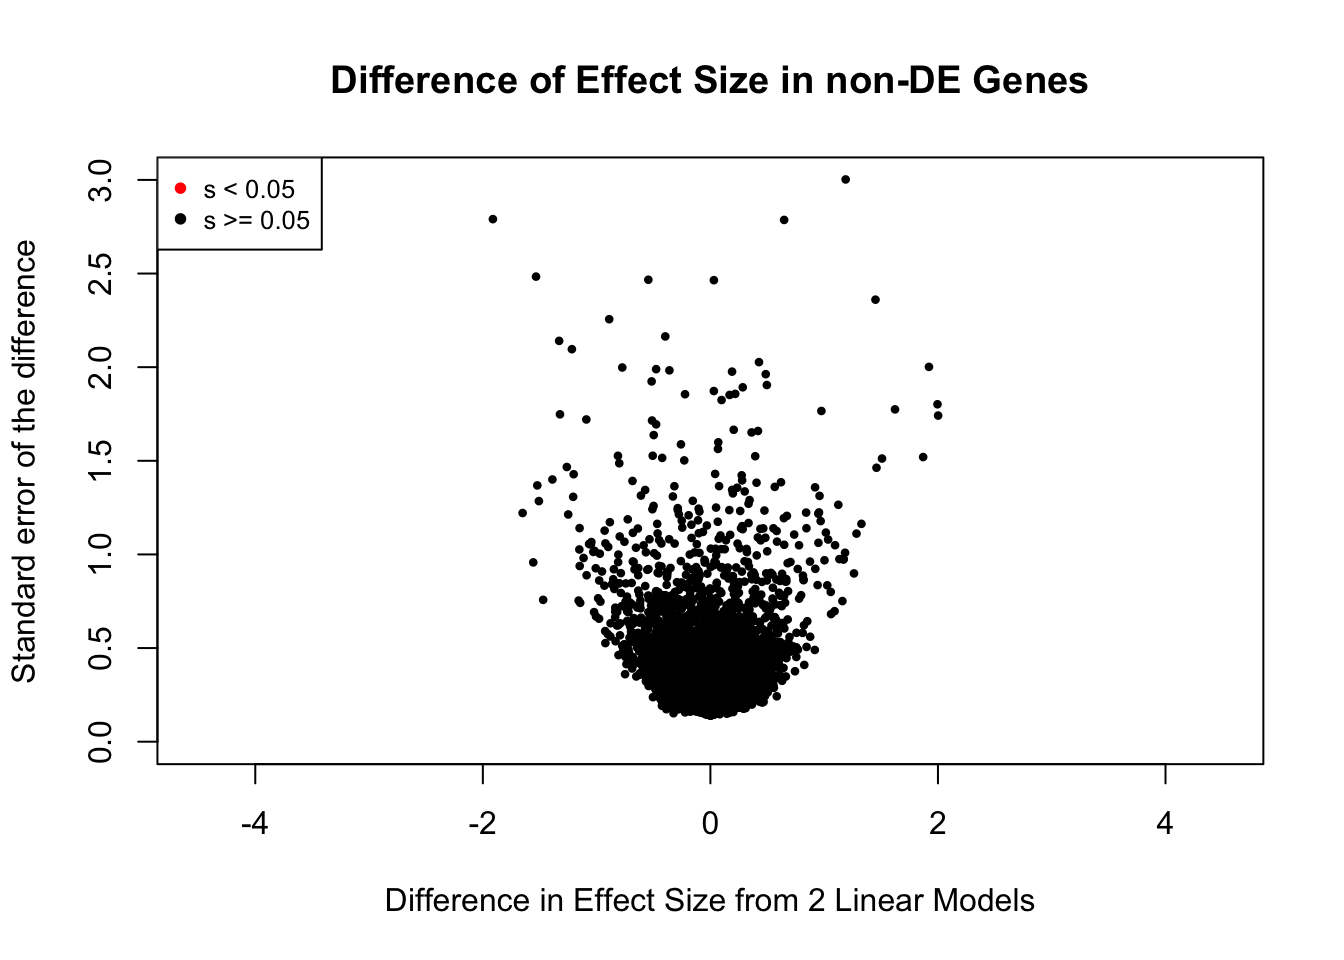 Difference of Effect Size in non-DE Genes
s < 0.05
s >= 0.05
Standard error of the difference
3.0
2.5
2.0
1.5
1.0
0.5
0.0
-4 -2 0 2 4
Difference in Effect Size from 2 Linear Models